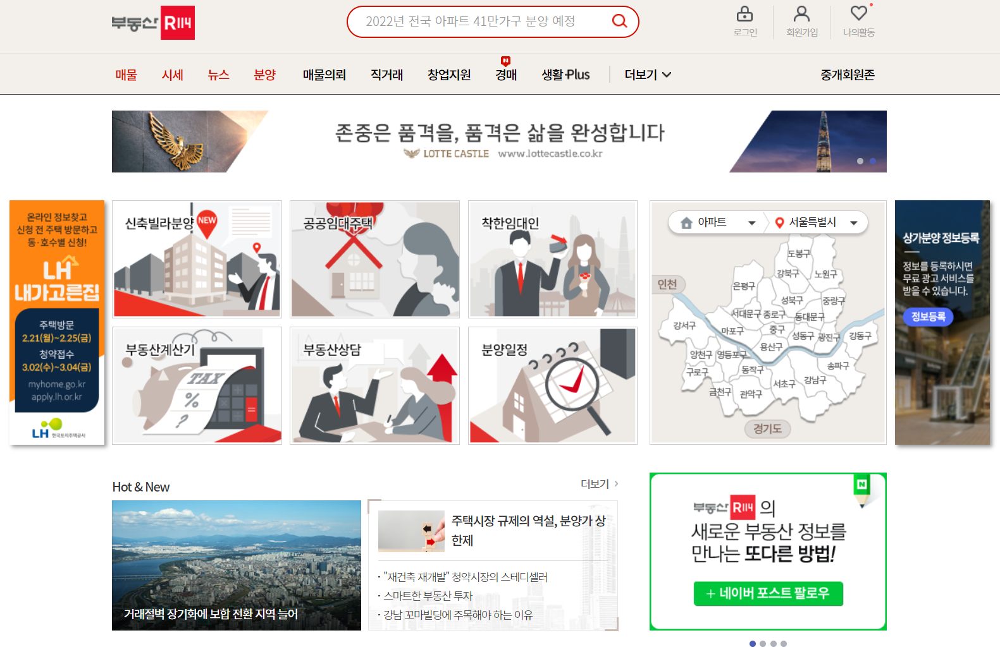 부동산 R114
2022년 전국 아파트 41만가구 분양 예정
로그인
회원가입
나의활동
매물
시세
뉴스
분양
매물의뢰
직거래
창업지원
N
경매
생활Plus
더보기
중개회원존
존중은 품격을, 품격은 삶을 완성합니다
LOTTE CASTLE www.lottecastle.co.kr
온라인 정보찾고
신청 전 주택 방문하고
동·호수별 신청!
LH
내가고른집
주택방문
2.21(월)~2.25(금)
청약접수
3.02(수)~3.04(금)
myhome.go.kr
apply.lh.or.kr
LH 한국토지주택공사
신축빌라분양
NEW
공공임대주택
착한임대인
부동산계산기
TAX
%
?
부동산상담
분양일정
아파트
서울특별시
도봉구
강북구
노원구
인천
은평구
성북구
중랑구
서대문구
종로구
동대문구
강서구
마포구
중구
성동구
광진구
강동구
용산구
양천구
영등포구
구로구
동작구
송파구
서초구
강남구
금천구
관악구
경기도
상가분양 정보등록
정보를 등록하시면
무료 광고 서비스를
받을 수 있습니다.
정보등록
Hot & New
더보기
거래절벽 장기화에 보합 전환 지역 늘어
주택시장 규제의 역설, 분양가 상
한제
· "재건축 재개발" 청약시장의 스테디셀러
· 스마트한 부동산 투자
· 강남 꼬마빌딩에 주목해야 하는 이유
N
부동산 R114 의
새로운 부동산 정보를
만나는 또다른 방법!
+ 네이버 포스트 팔로우